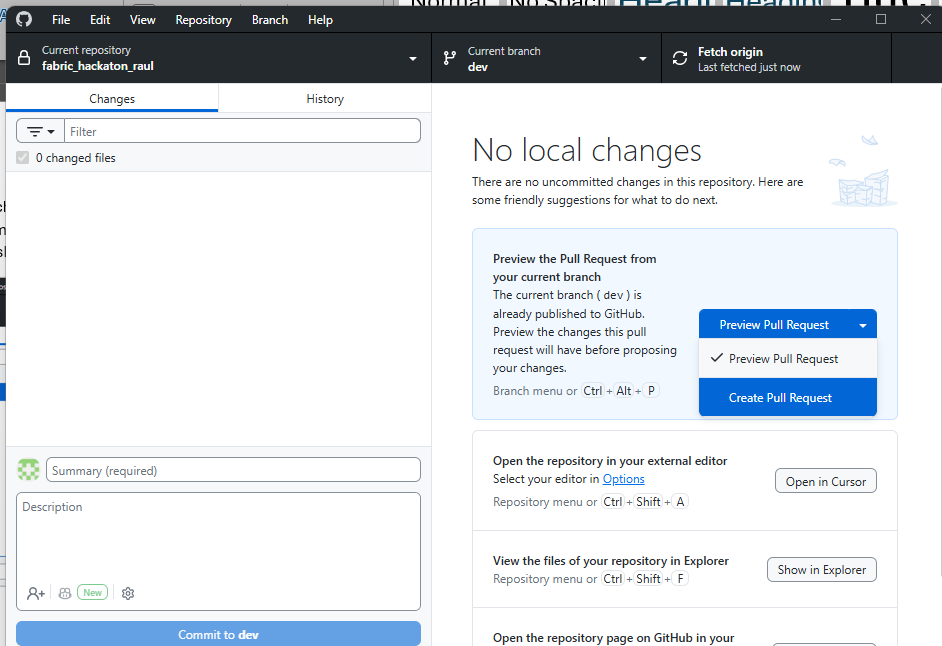 File Edit View Repository Branch Help
Current repository
fabric_hackaton_raul
Current branch
dev
Fetch origin
Last fetched just now
Changes
History
Filter
0 changed files
No local changes
There are no uncommitted changes in this repository. Here are
some friendly suggestions for what to do next.
Preview the Pull Request from
your current branch
The current branch ( dev ) is
already published to GitHub.
Preview the changes this pull
request will have before proposing
your changes.
Branch menu or Ctrl + Alt + P
Preview Pull Request
Preview Pull Request
Create Pull Request
Open the repository in your external editor
Select your editor in Options
Repository menu or Ctrl + Shift + A
Open in Cursor
View the files of your repository in Explorer
Repository menu or Ctrl + Shift + F
Show in Explorer
Open the repository page on GitHub in your
Summary (required)
Description
New
Commit to dev